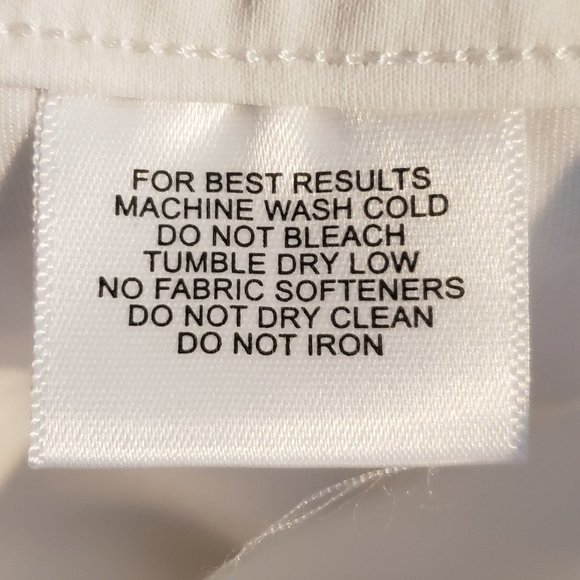 FOR BEST RESULTS
MACHINE WASH COLD
DO NOT BLEACH
TUMBLE DRY LOW
NO FABRIC SOFTENERS
DO NOT DRY CLEAN
DO NOT IRON